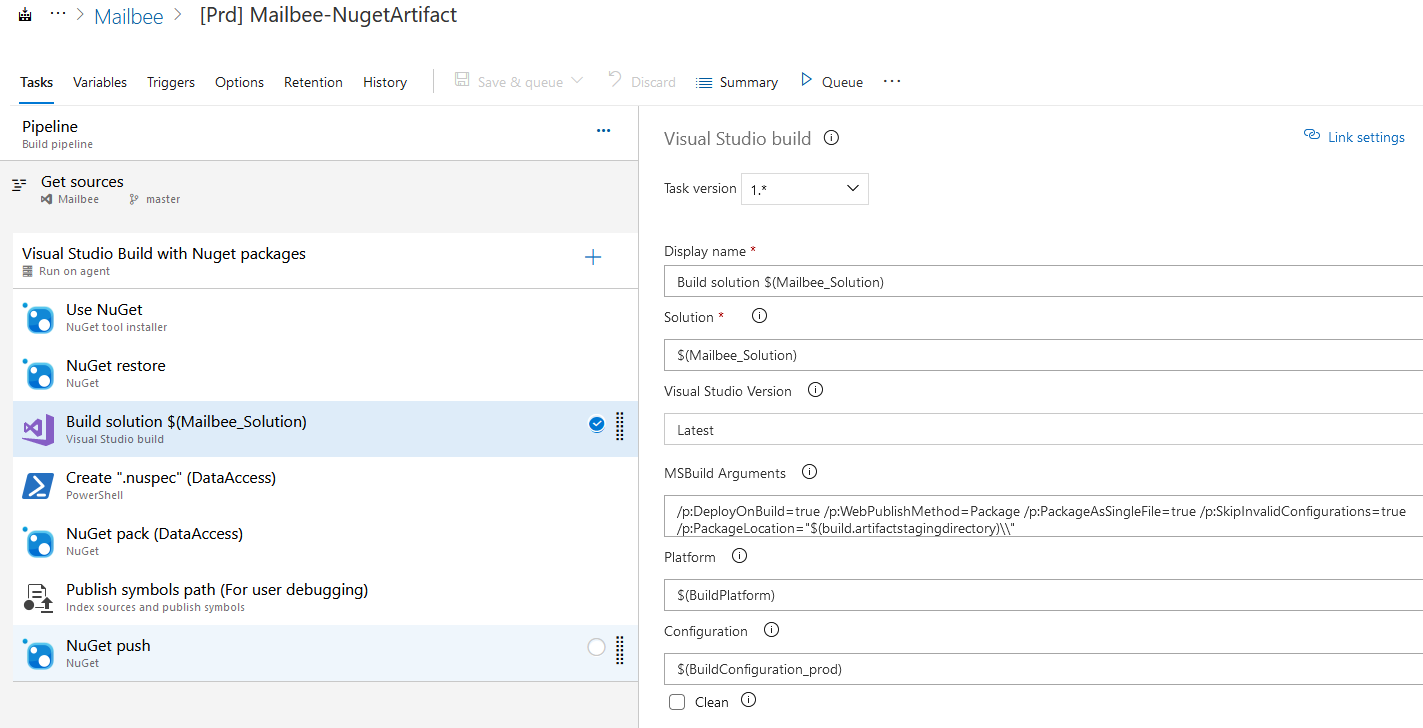 ··· > Mailbee > [Prd] Mailbee-NugetArtifact
Tasks Variables Triggers Options Retention History Save & queue Discard Summary Queue ···
Pipeline
Build pipeline
Get sources
Mailbee master
Visual Studio Build with Nuget packages
Run on agent
Use NuGet
NuGet tool installer
NuGet restore
NuGet
Build solution $(Mailbee_Solution)
Visual Studio build
Create ".nuspec" (DataAccess)
PowerShell
NuGet pack (DataAccess)
NuGet
Publish symbols path (For user debugging)
Index sources and publish symbols
NuGet push
NuGet
Visual Studio build
Link settings
Task version 1.*
Display name *
Build solution $(Mailbee_Solution)
Solution *
$(Mailbee_Solution)
Visual Studio Version
Latest
MSBuild Arguments
/p:DeployOnBuild=true /p:WebPublishMethod=Package /p:PackageAsSingleFile=true /p:SkipInvalidConfigurations=true
/p:PackageLocation="$(build.artifactstagingdirectory)\\"
Platform
$(BuildPlatform)
Configuration
$(BuildConfiguration_prod)
Clean